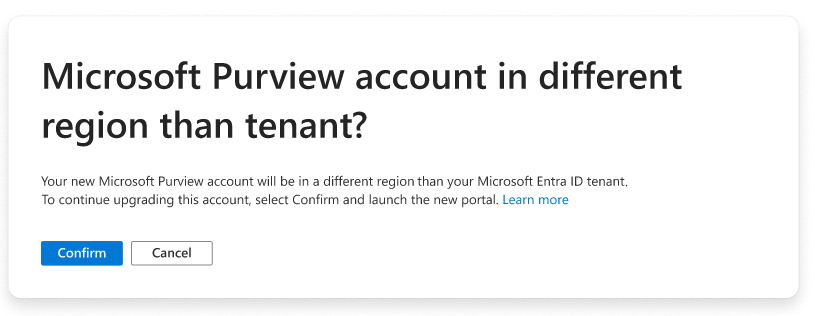 Microsoft Purview account in different
region than tenant?
Your new Microsoft Purview account will be in a different region than your Microsoft Entra ID tenant.
To continue upgrading this account, select Confirm and launch the new portal. Learn more
Confirm Cancel